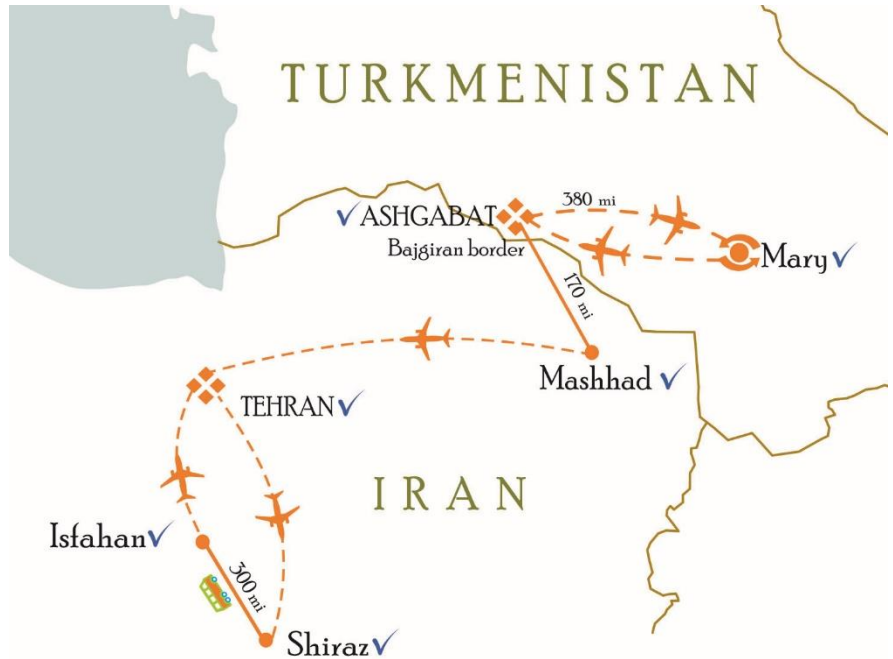 TURKMENISTAN
380 mi
ASHGABAT
Bajgiran border
Mary
170 mi
Mashhad
TEHRAN
IRAN
Isfahan
300 mi
Shiraz